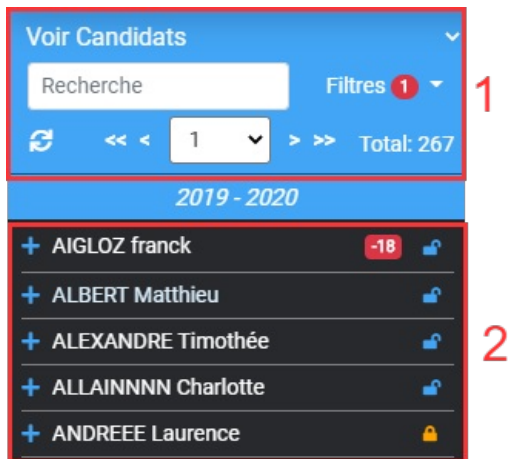 Voir Candidats
Recherche Filtres 1
<< < 1 > >> Total: 267
1
2019 - 2020
AIGLOZ franck -18
ALBERT Matthieu
ALEXANDRE Timothée
ALLAINNNN Charlotte
ANDREEE Laurence
2